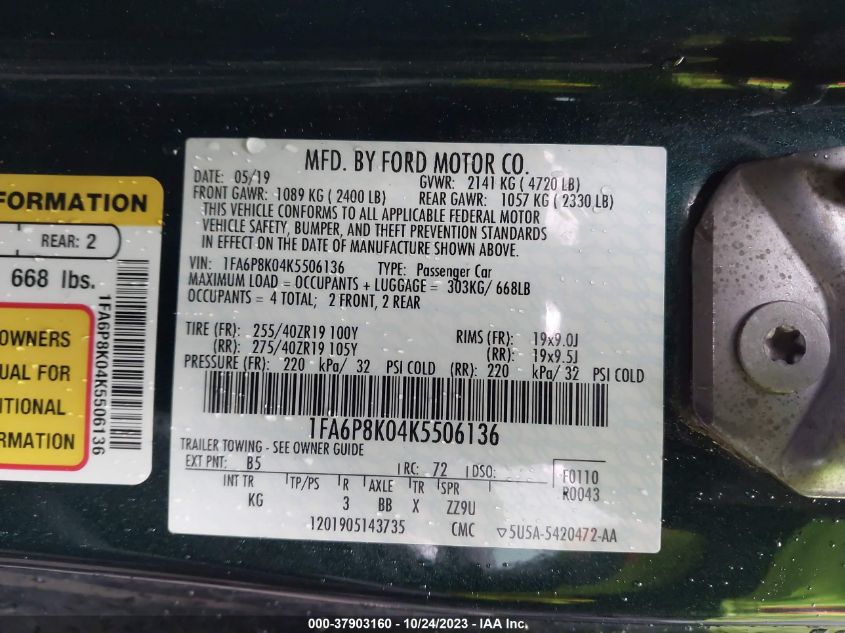 FORMATION
REAR: 2
668 lbs.
OWNERS
UAL FOR
ITIONAL
RMATION
1FA6P8K04K5506136
MFD. BY FORD MOTOR CO.
DATE: 05/19 GVWR: 2141 KG ( 4720 LB)
FRONT GAWR: 1089 KG ( 2400 LB) REAR GAWR: 1057 KG ( 2330 LB)
THIS VEHICLE CONFORMS TO ALL APPLICABLE FEDERAL MOTOR
VEHICLE SAFETY, BUMPER, AND THEFT PREVENTION STANDARDS
IN EFFECT ON THE DATE OF MANUFACTURE SHOWN ABOVE.
VIN: 1FA6P8K04K5506136 TYPE: Passenger Car
MAXIMUM LOAD = OCCUPANTS + LUGGAGE = 303KG/ 668LB
OCCUPANTS = 4 TOTAL; 2 FRONT, 2 REAR
TIRE (FR): 255/40ZR19 100Y RIMS (FR): 19x9.0J
(RR): 275/40ZR19 105Y (RR): 19x9.5J
PRESSURE (FR): 220 kPa/ 32 PSI COLD (RR): 220 kPa/ 32 PSI COLD
1FA6P8K04K5506136
TRAILER TOWING - SEE OWNER GUIDE
EXT PNT: B5 RC: 72 DSO: F0110
INT TR TP/PS R AXLE TR SPR R0043
KG 3 BB X ZZ9U
1201905143735 CMC ▽5U5A-5420472-AA
000-37903160 - 10/24/2023 - IAA Inc.